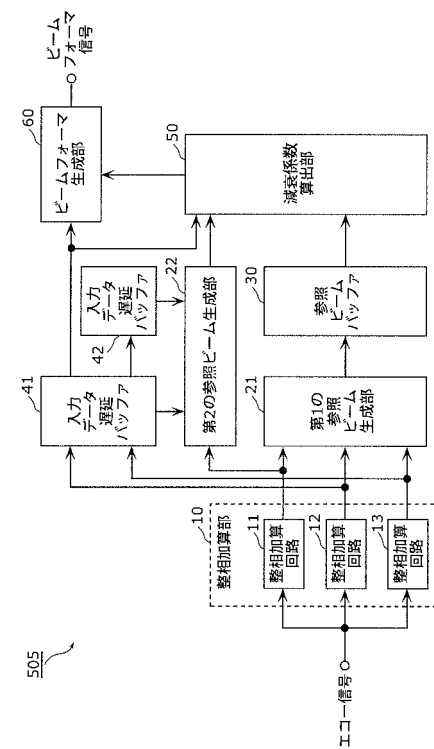 505
エコー信号
整相加算部
10
11
整相加算
回路
12
整相加算
回路
13
整相加算
回路
41
入力
データ
遅延
バッファ
42
入力
データ
遅延
バッファ
22
第2の参照ビーム生成部
21
第1の
参照
ビーム
生成部
30
参照
ビーム
バッファ
50
減衰係数
算出部
60
ビームフォーマ
生成部
ビーム
フォーマ
信号